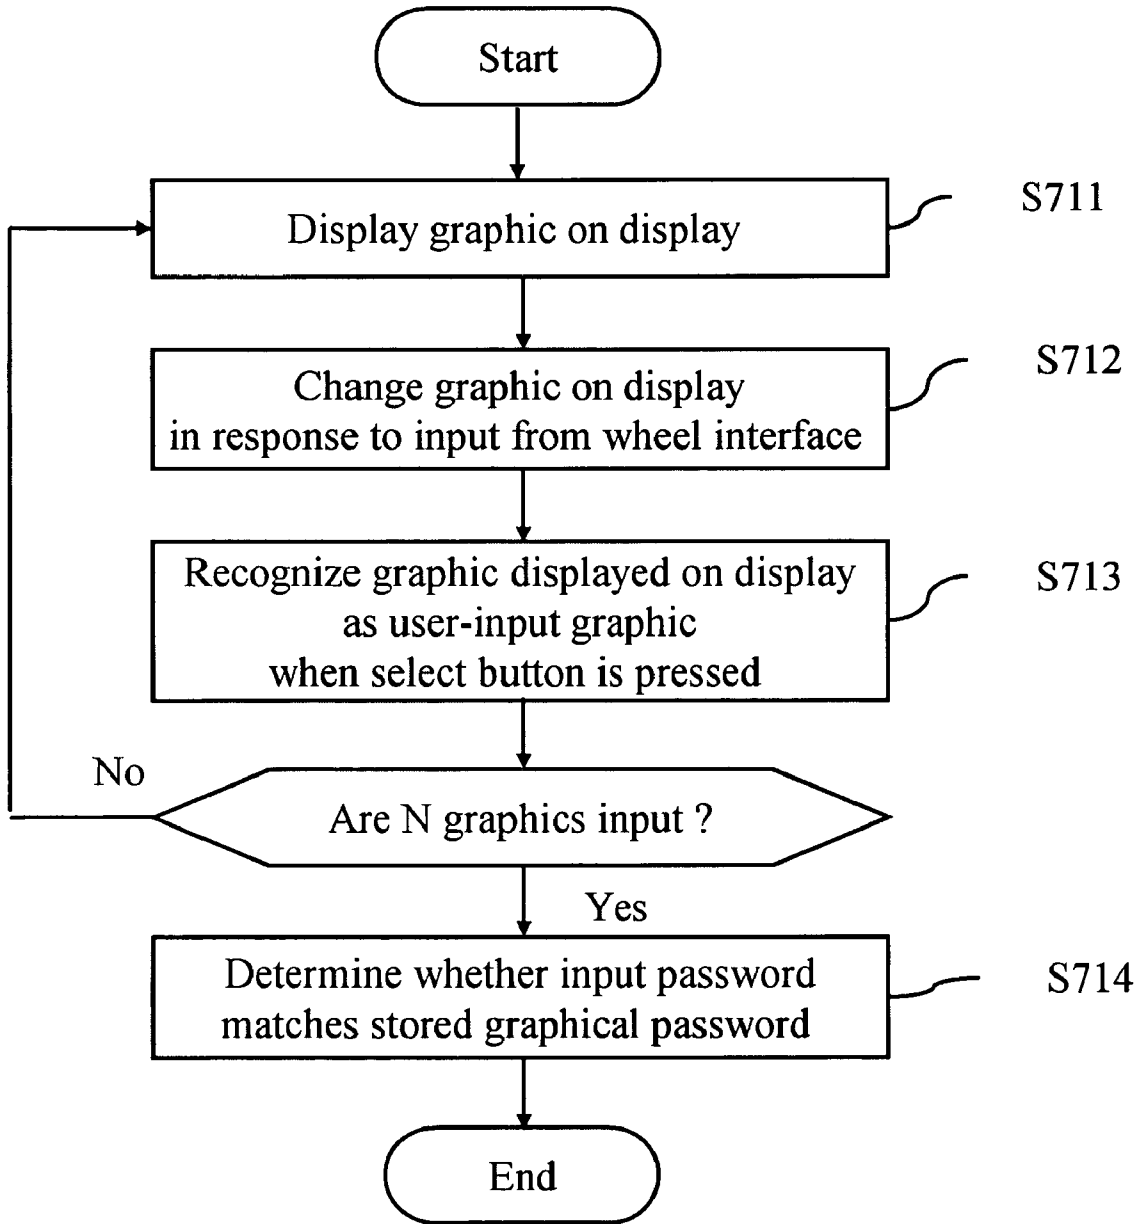 Start
Display graphic on display
S711
Change graphic on display
in response to input from wheel interface
S712
Recognize graphic displayed on display
as user-input graphic
when select button is pressed
S713
No
Are N graphics input ?
Yes
Determine whether input password
matches stored graphical password
S714
End